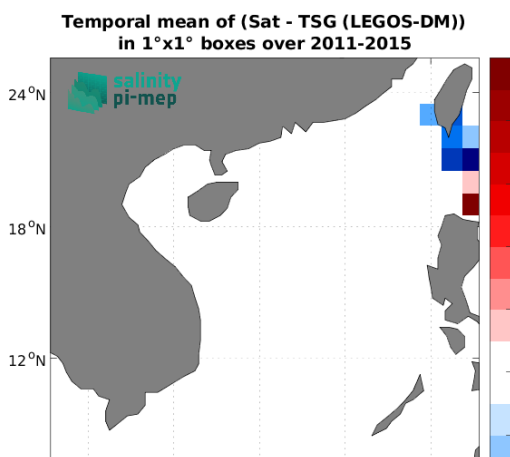 Temporal mean of (Sat - TSG (LEGOS-DM))
in 1°x1° boxes over 2011-2015
salinity
pi-mep
24°N
18°N
12°N